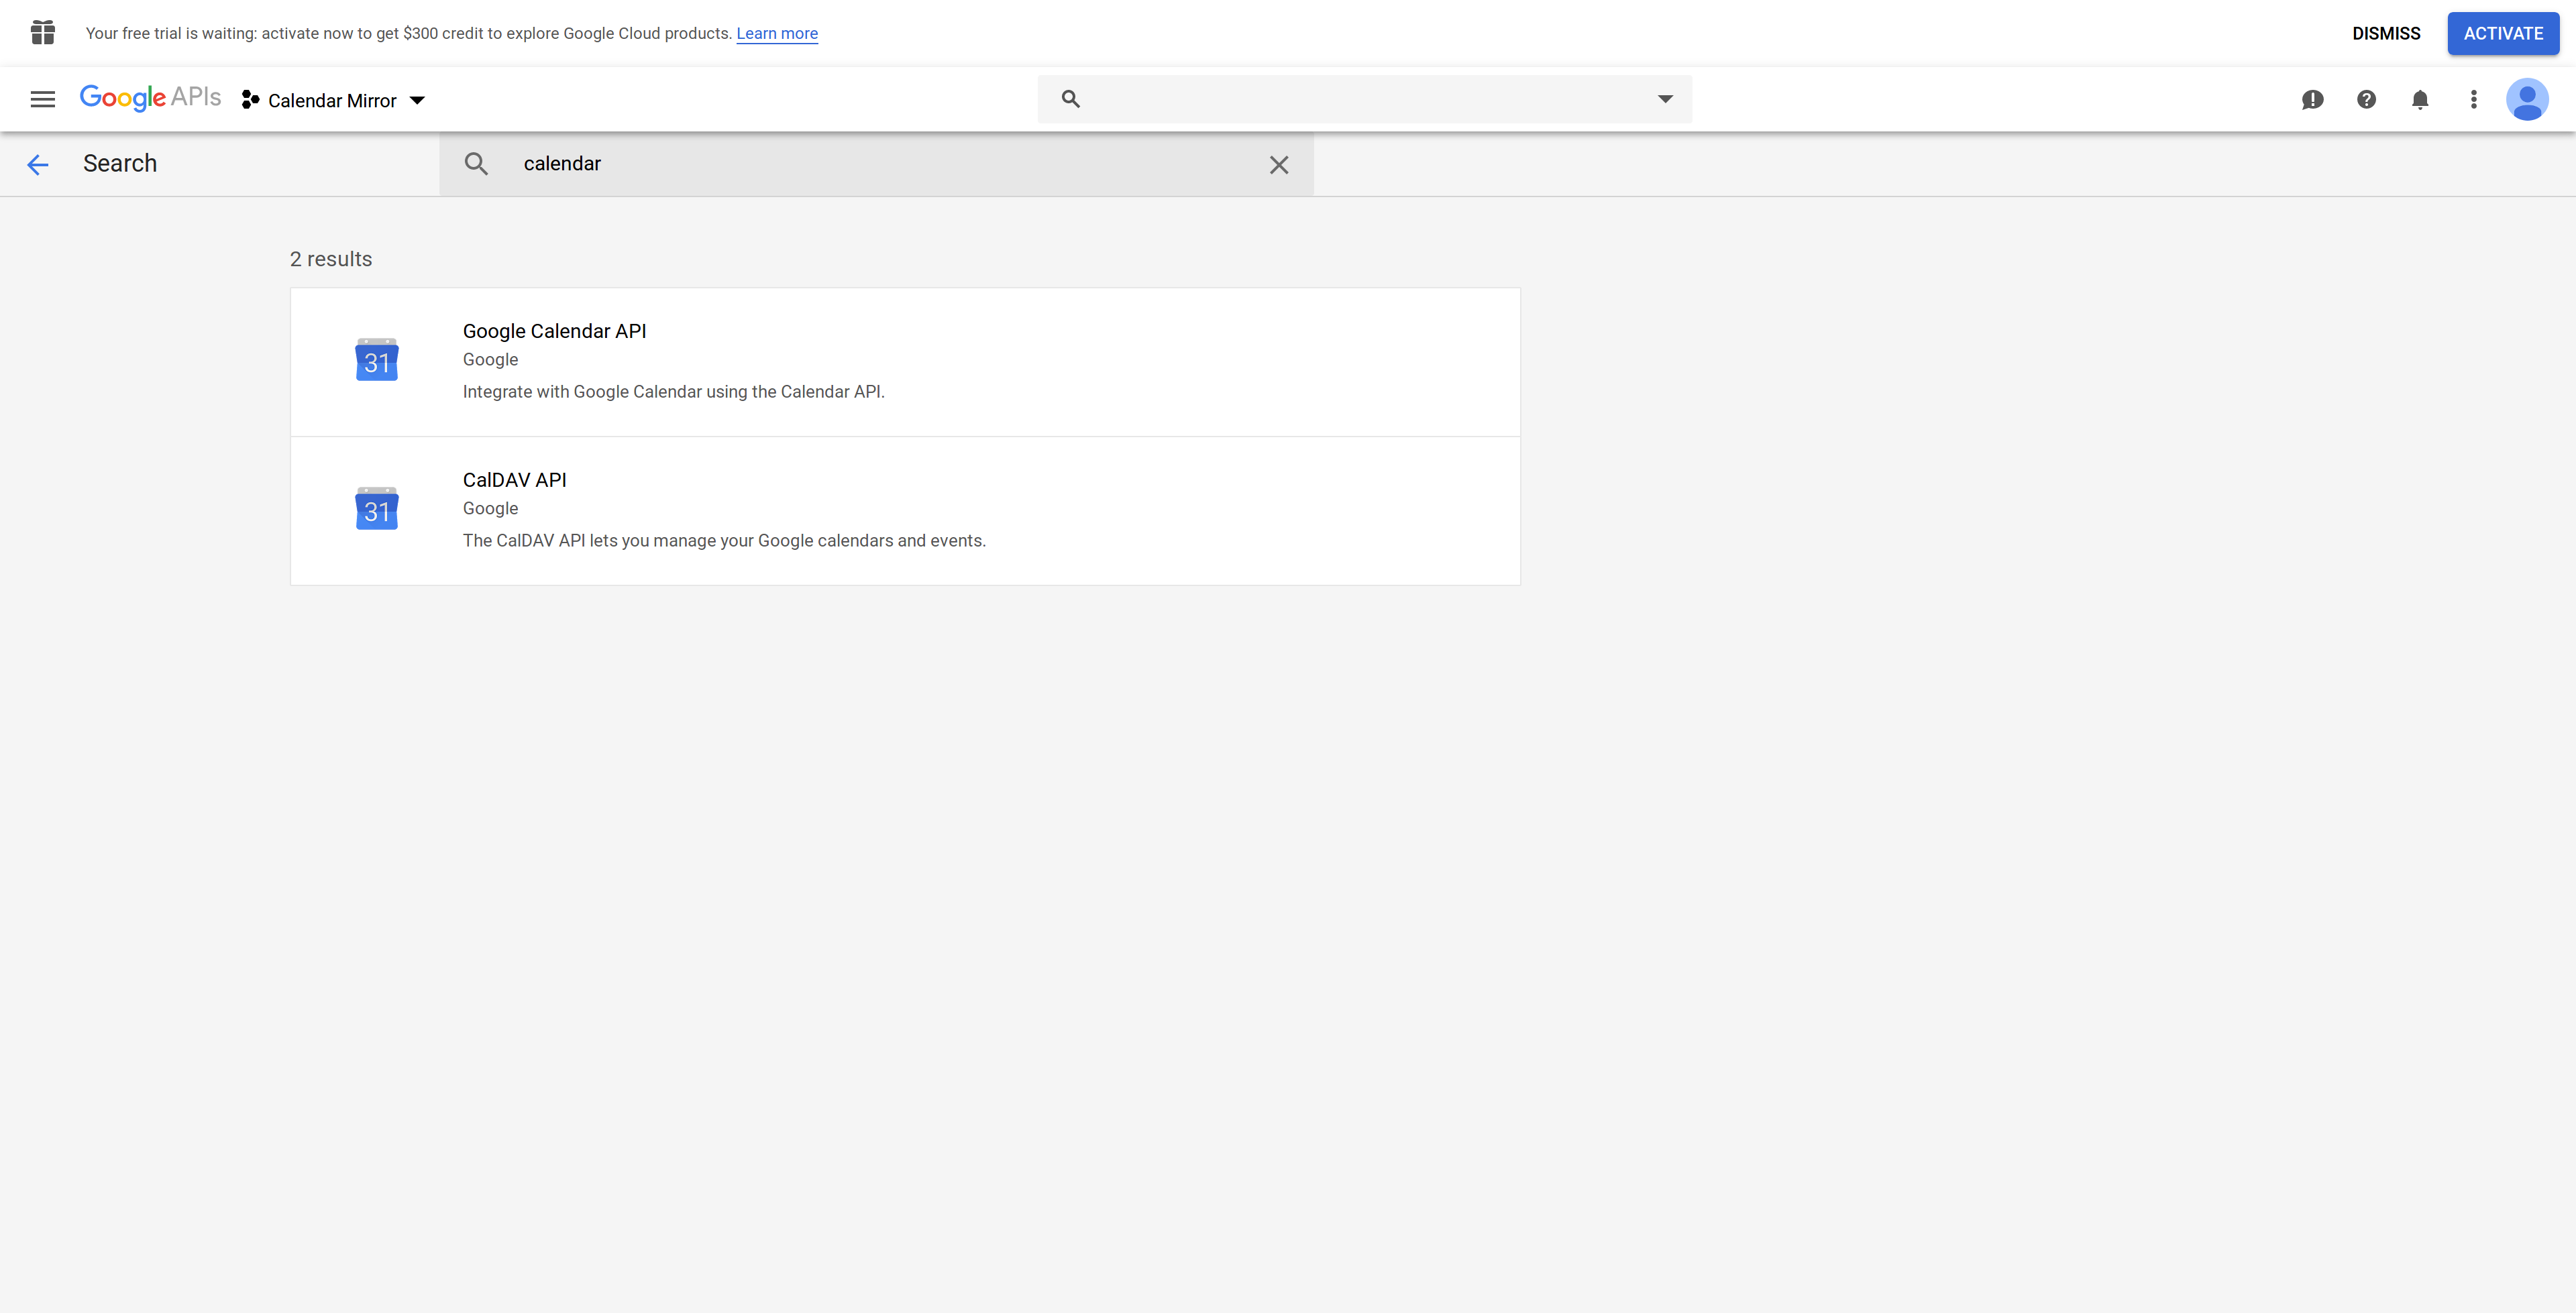 Your free trial is waiting: activate now to get $300 credit to explore Google Cloud products. Learn more
DISMISS
ACTIVATE
Google APIs
Calendar Mirror
Search
calendar
2 results
31
Google Calendar API
Google
Integrate with Google Calendar using the Calendar API.
31
CalDAV API
Google
The CalDAV API lets you manage your Google calendars and events.